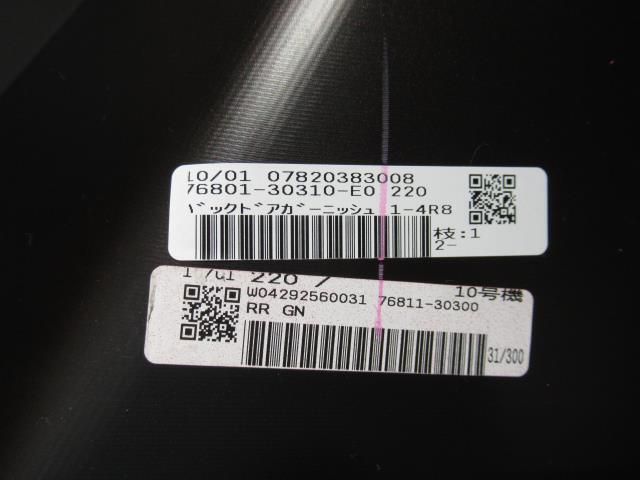 10/01 07820383008
76801-30310-E0 220
バックドアガーニッシュ 1-4R8
枝:1
2-
220 /
10号機
W04292560031 76811-30300
RR GN
31/300